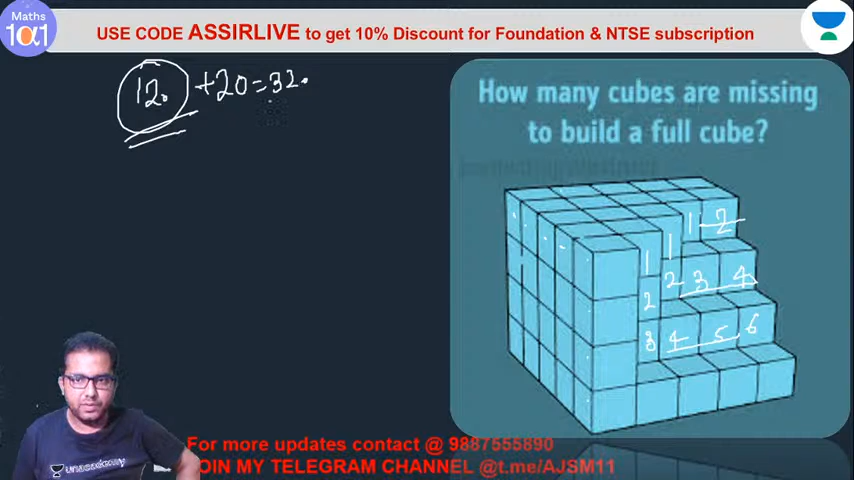 Maths
1α1
USE CODE ASSIRLIVE to get 10% Discount for Foundation & NTSE subscription
12. +20=32.
How many cubes are missing
to build a full cube?
1 1 1 2
2 2 3 4
3 4 5 6
unacademy
For more updates contact @ 9887555890
JOIN MY TELEGRAM CHANNEL @t.me/AJSM11